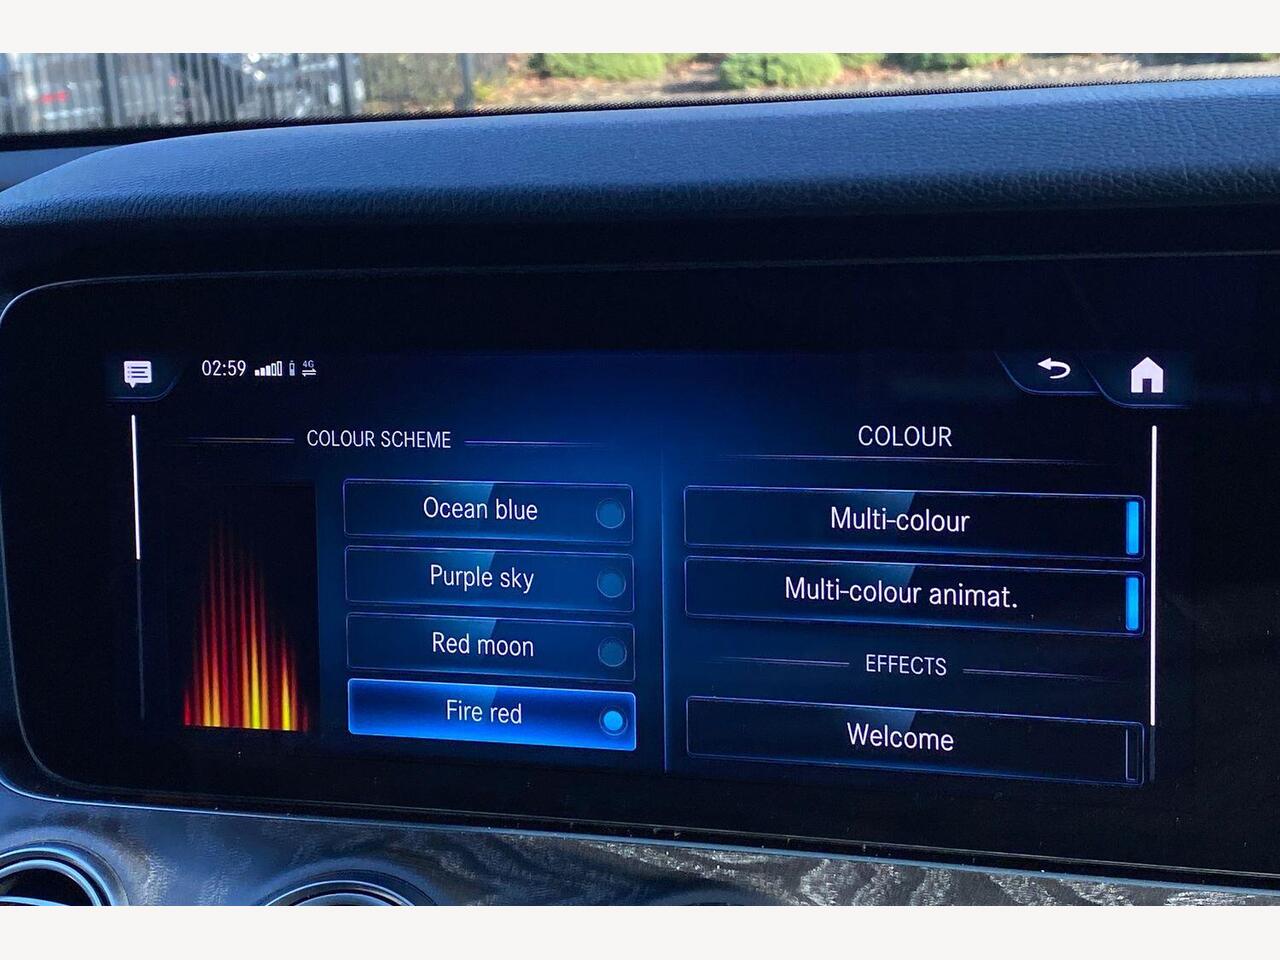 02:59 4G
COLOUR SCHEME
Ocean blue
Purple sky
Red moon
Fire red
COLOUR
Multi-colour
Multi-colour animat.
EFFECTS
Welcome